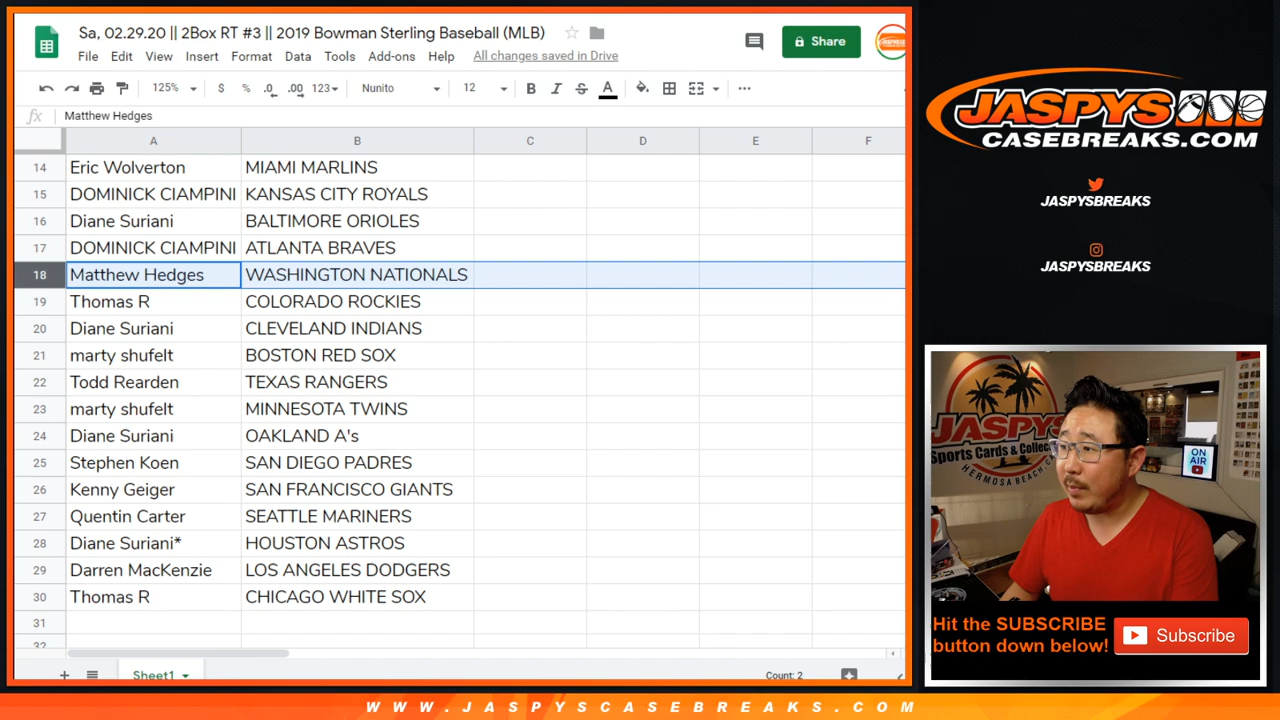 Sa, 02.29.20 || 2Box RT #3 || 2019 Bowman Sterling Baseball (MLB)
File Edit View Insert Format Data Tools Add-ons Help All changes saved in Drive
Share
125% $ % .0 .00 123 Nunito 12 B I S A
fx Matthew Hedges
A B C D E F
14 Eric Wolverton MIAMI MARLINS
15 DOMINICK CIAMPINI KANSAS CITY ROYALS
16 Diane Suriani BALTIMORE ORIOLES
17 DOMINICK CIAMPINI ATLANTA BRAVES
18 Matthew Hedges WASHINGTON NATIONALS
19 Thomas R COLORADO ROCKIES
20 Diane Suriani CLEVELAND INDIANS
21 marty shufelt BOSTON RED SOX
22 Todd Rearden TEXAS RANGERS
23 marty shufelt MINNESOTA TWINS
24 Diane Suriani OAKLAND A's
25 Stephen Koen SAN DIEGO PADRES
26 Kenny Geiger SAN FRANCISCO GIANTS
27 Quentin Carter SEATTLE MARINERS
28 Diane Suriani* HOUSTON ASTROS
29 Darren MacKenzie LOS ANGELES DODGERS
30 Thomas R CHICAGO WHITE SOX
31
32
Sheet1
Count: 2
JASPYS
CASEBREAKS.COM
JASPYSBREAKS
JASPYSBREAKS
JASPYS
Sports Cards & Collec
HERMOSA BEACH, C
ON
AIR
Hit the SUBSCRIBE
button down below!
Subscribe
WWW.JASPYSCASEBREAKS.COM